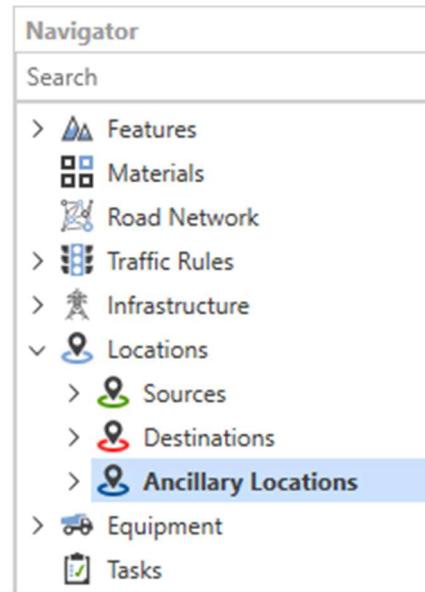 Navigator
Search
Features
Materials
Road Network
Traffic Rules
Infrastructure
Locations
Sources
Destinations
Ancillary Locations
Equipment
Tasks